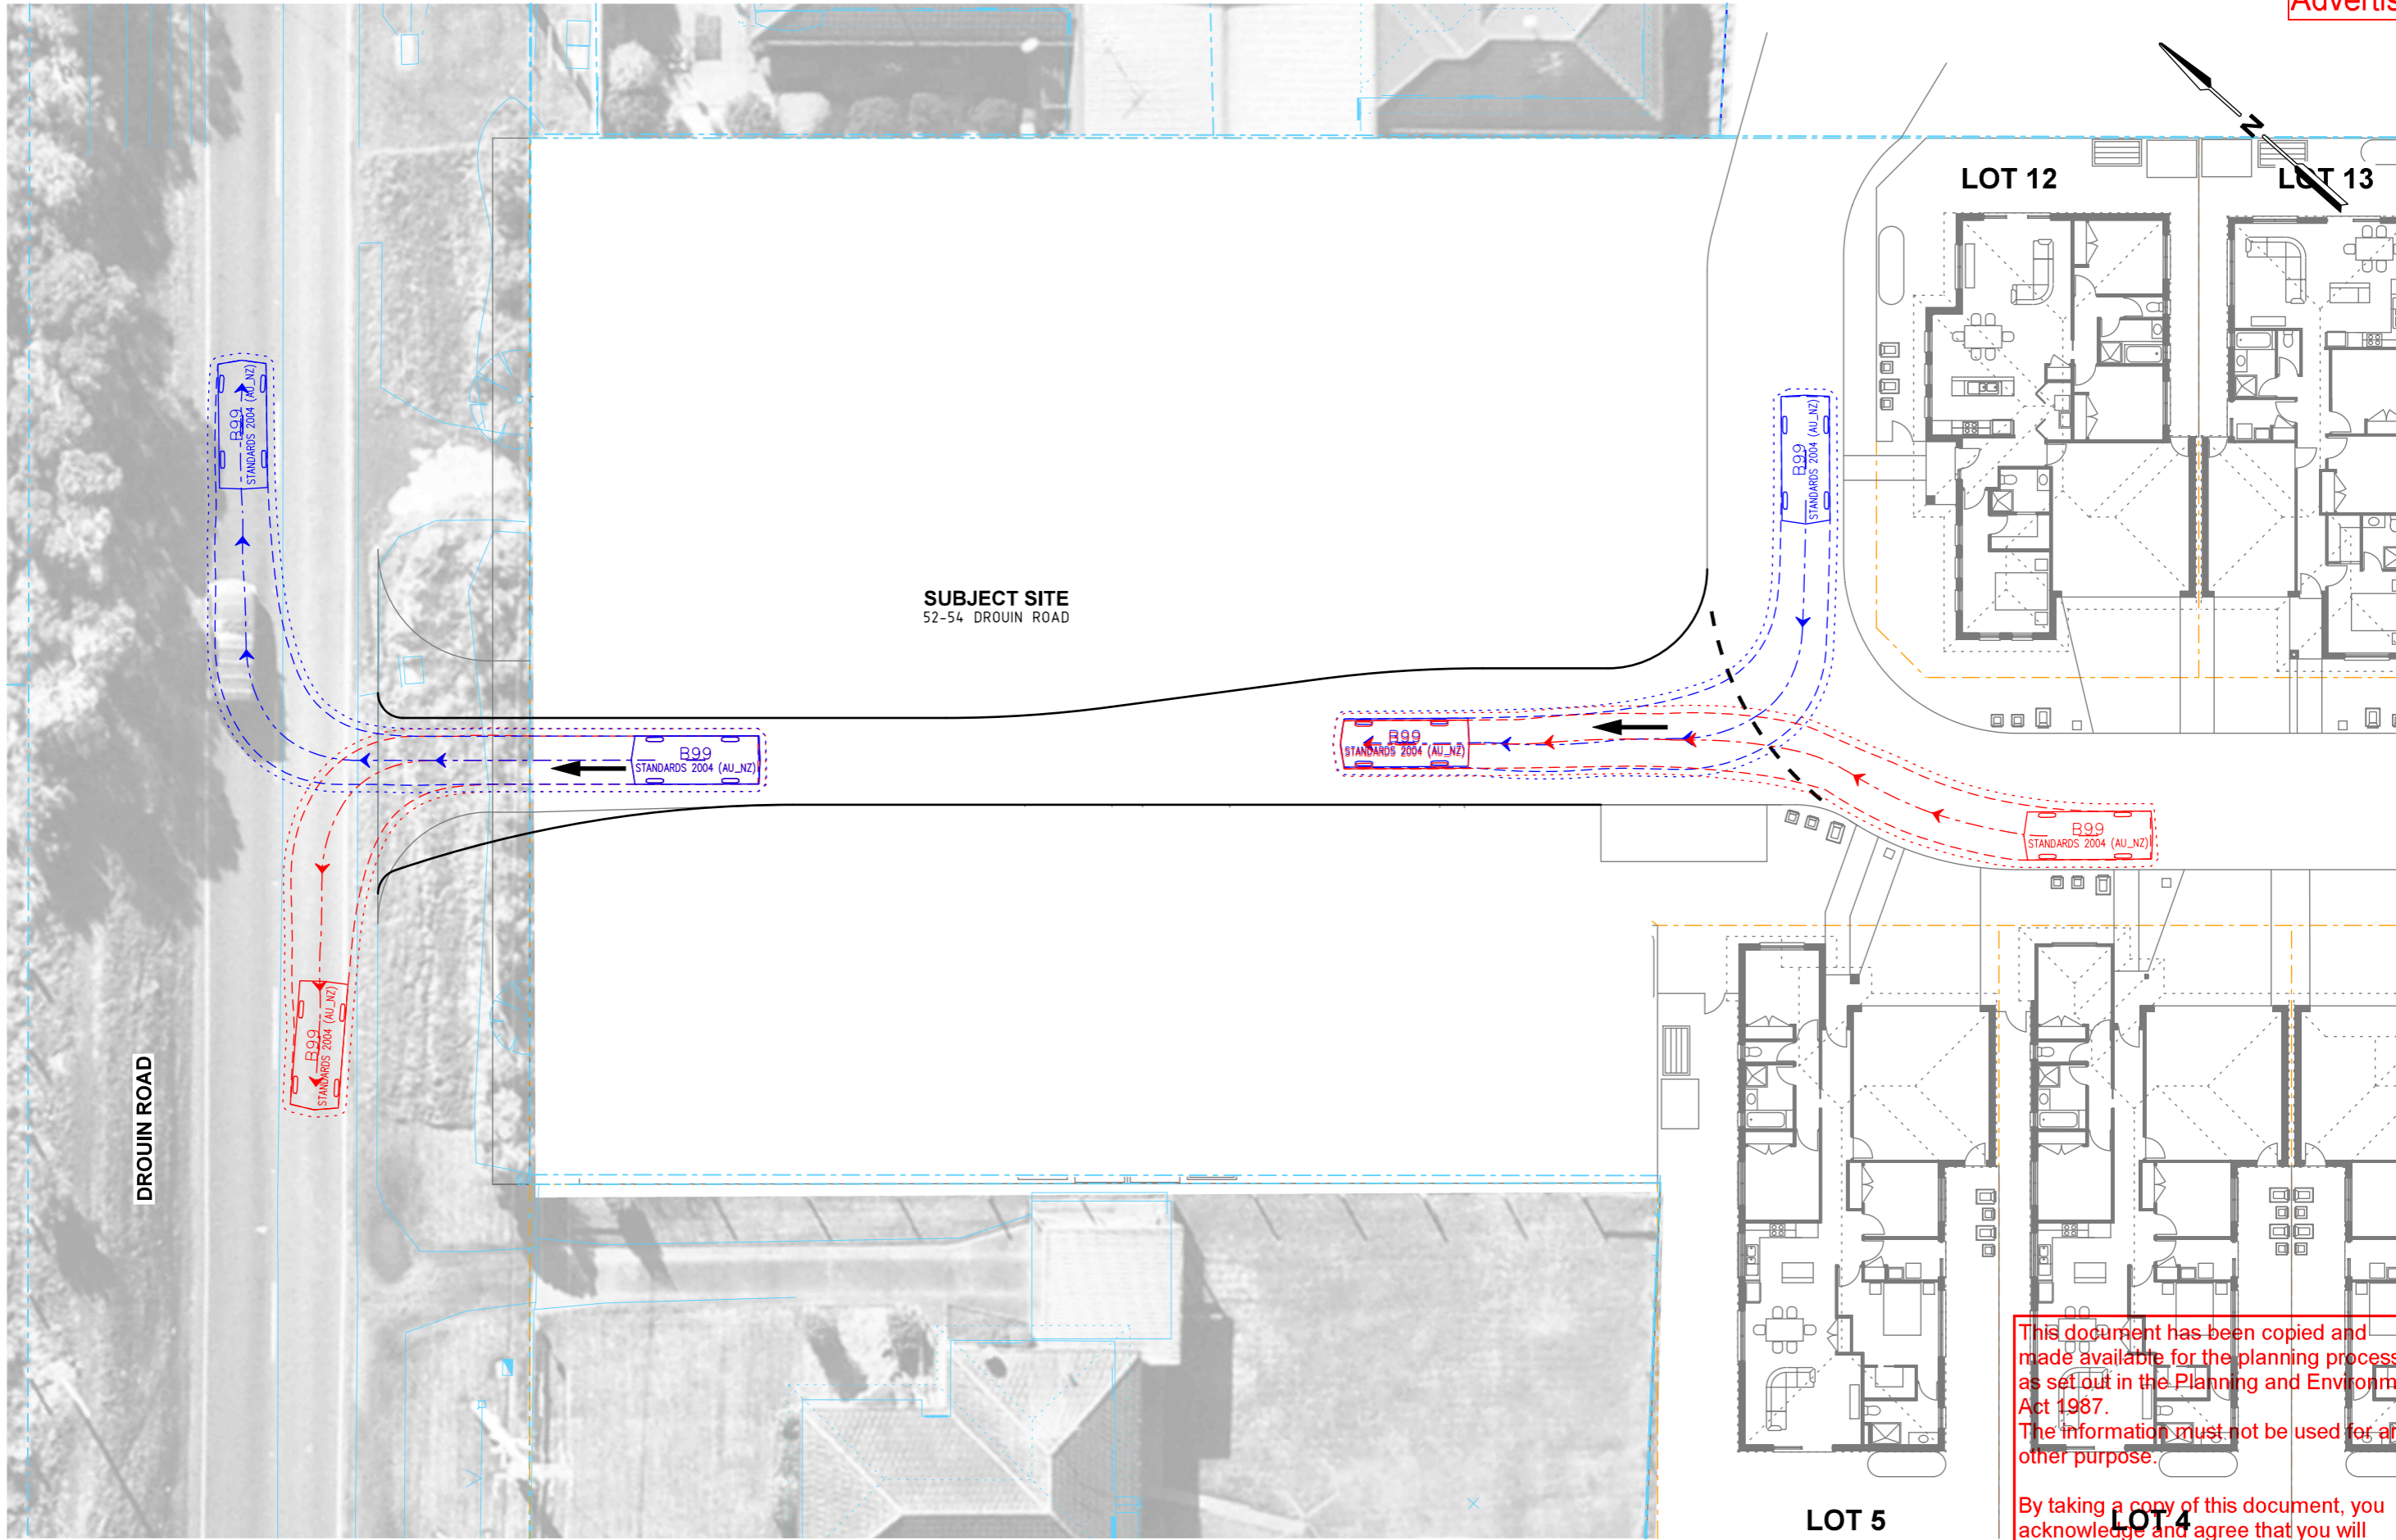 Advertis
N
LOT 12
LOT 13
B99
STANDARDS 2004 (AU_NZ)
B99
STANDARDS 2004 (AU_NZ)
SUBJECT SITE
52-54 DROUIN ROAD
B99
STANDARDS 2004 (AU_NZ)
B99
STANDARDS 2004 (AU_NZ)
B99
STANDARDS 2004 (AU_NZ)
B99
STANDARDS 2004 (AU_NZ)
DROUIN ROAD
This document has been copied and
made available for the planning process
as set out in the Planning and Environm
Act 1987.
The information must not be used for an
other purpose.
By taking a copy of this document, you
acknowledge and agree that you will
LOT 5
LOT 4